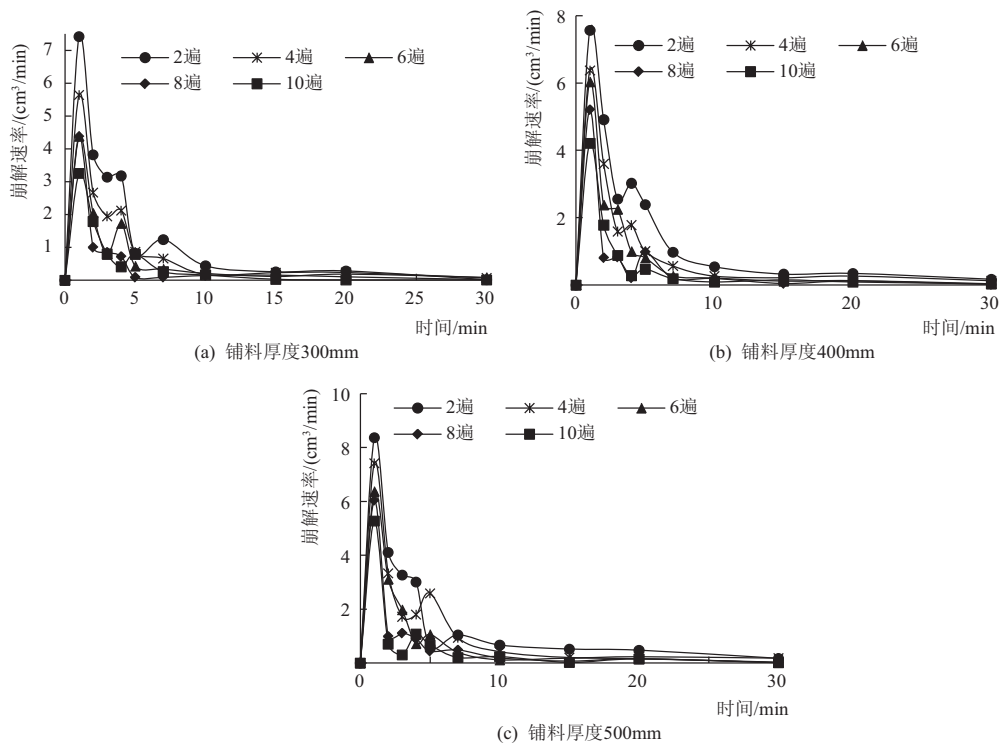 崩解速率/(cm³/min)
7
6
5
4
3
2
1
0 5 10 15 20 30
2遍 4遍 6遍
8遍 10遍
时间/min
(a) 铺料厚度300mm
崩解速率/(cm³/min)
8
6
4
2
0 5 10 15 20 30
2遍 4遍 6遍
8遍 10遍
时间/min
(b) 铺料厚度400mm
崩解速率/(cm³/min)
10
8
6
4
2
0 10 20 30
2遍 4遍 6遍
8遍 10遍
时间/min
(c) 铺料厚度500mm